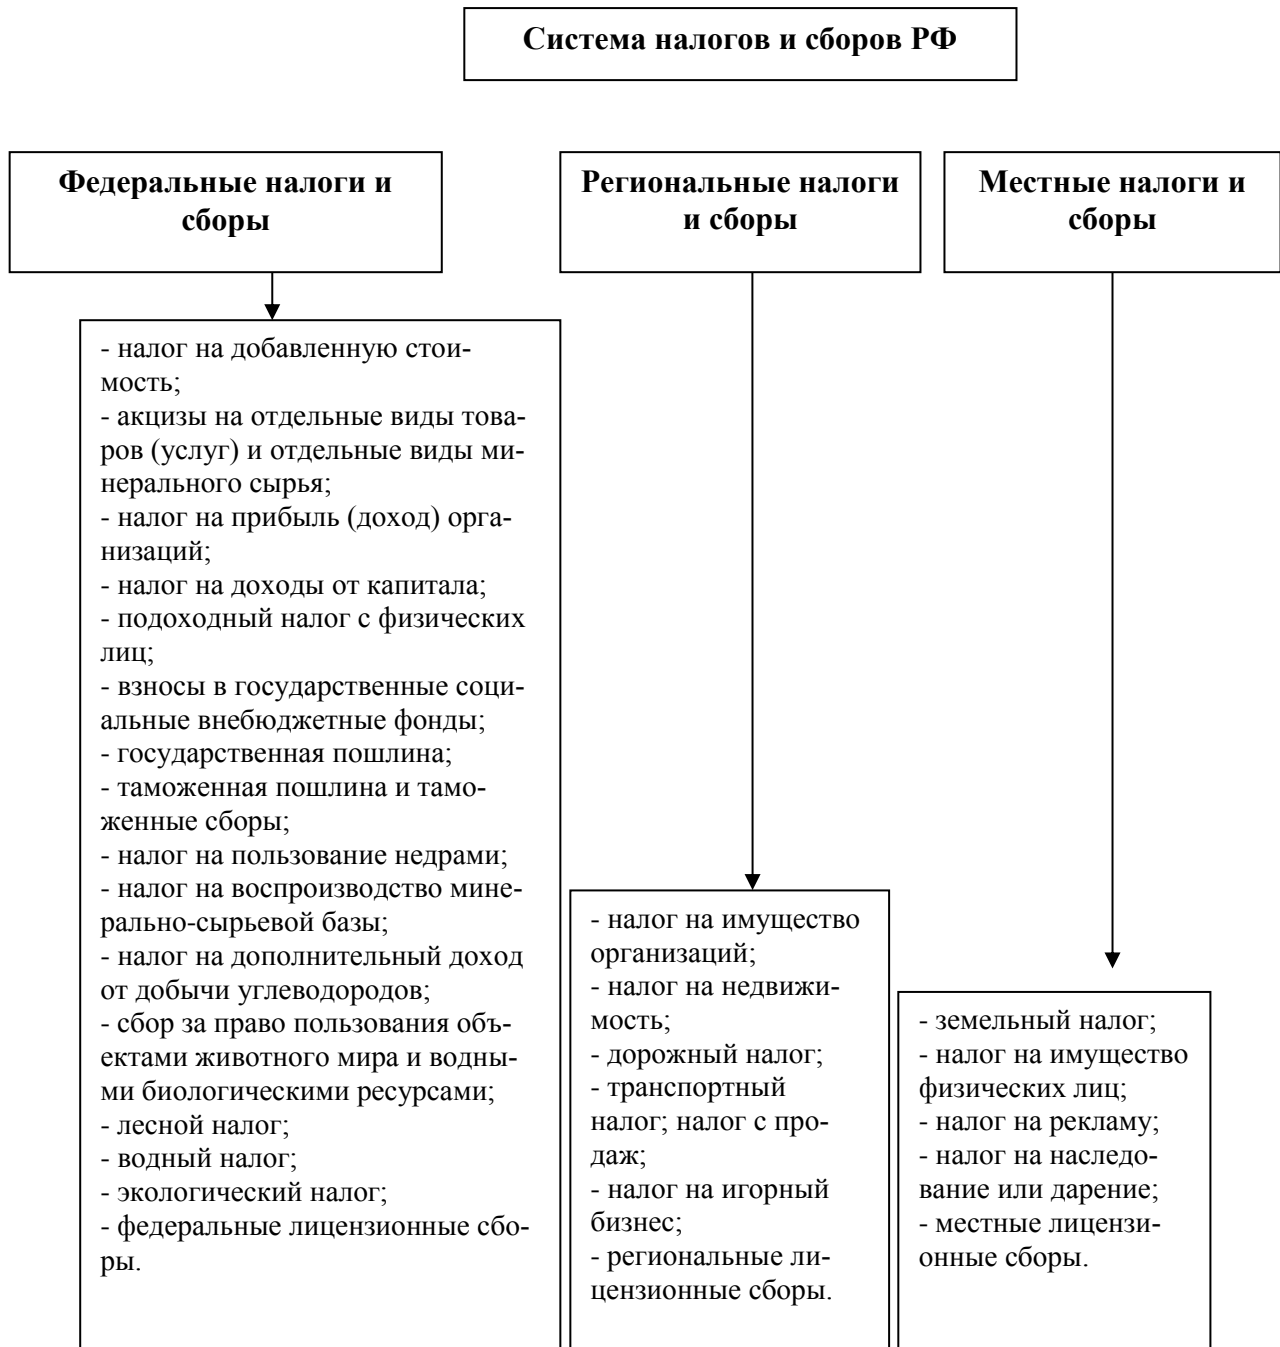 Система налогов и сборов РФ
Федеральные налоги и
сборы
Региональные налоги
и сборы
Местные налоги и
сборы
- налог на добавленную стои-
мость;
- акцизы на отдельные виды това-
ров (услуг) и отдельные виды ми-
нерального сырья;
- налог на прибыль (доход) орга-
низаций;
- налог на доходы от капитала;
- подоходный налог с физических
лиц;
- взносы в государственные соци-
альные внебюджетные фонды;
- государственная пошлина;
- таможенная пошлина и тамо-
женные сборы;
- налог на пользование недрами;
- налог на воспроизводство мине-
рально-сырьевой базы;
- налог на дополнительный доход
от добычи углеводородов;
- сбор за право пользования объ-
ектами животного мира и водны-
ми биологическими ресурсами;
- лесной налог;
- водный налог;
- экологический налог;
- федеральные лицензионные сбо-
ры.
- налог на имущество
организаций;
- налог на недвижи-
мость;
- дорожный налог;
- транспортный
налог; налог с про-
даж;
- налог на игорный
бизнес;
- региональные ли-
цензионные сборы.
- земельный налог;
- налог на имущество
физических лиц;
- налог на рекламу;
- налог на наследо-
вание или дарение;
- местные лицензи-
онные сборы.